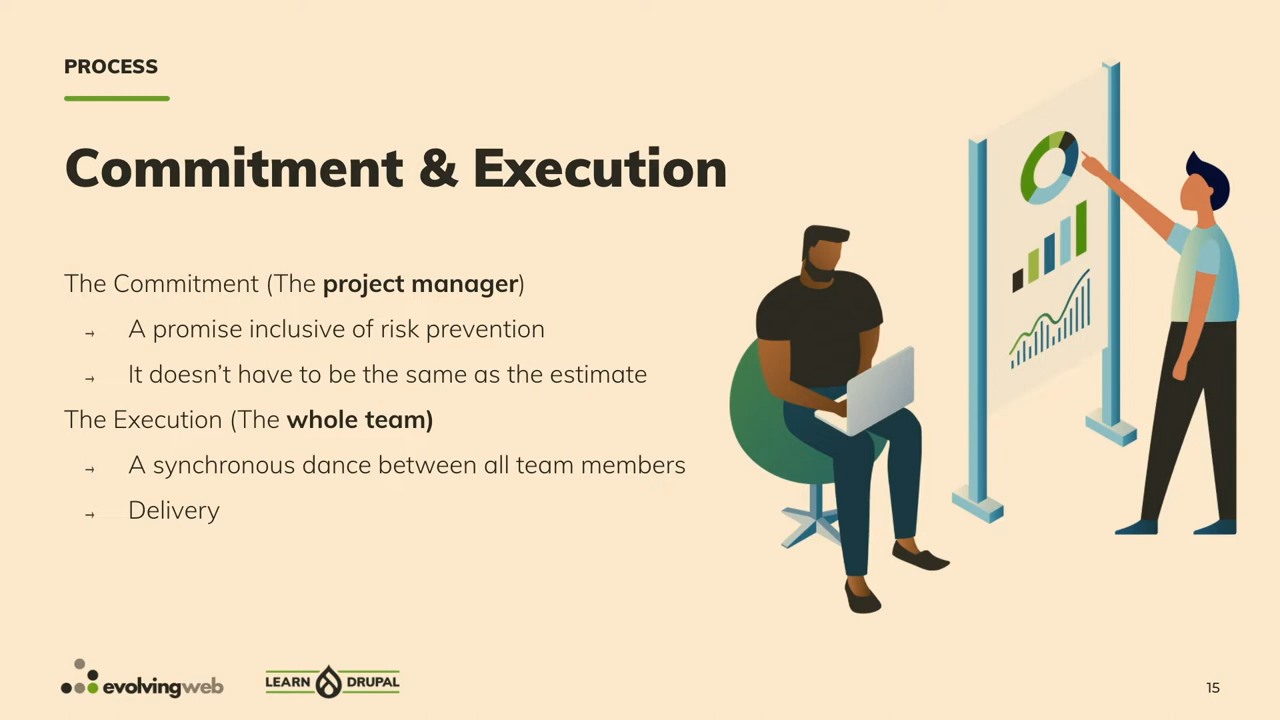 PROCESS
Commitment & Execution
The Commitment (The project manager)
→ A promise inclusive of risk prevention
→ It doesn’t have to be the same as the estimate
The Execution (The whole team)
→ A synchronous dance between all team members
→ Delivery
evolvingweb
LEARN DRUPAL
15